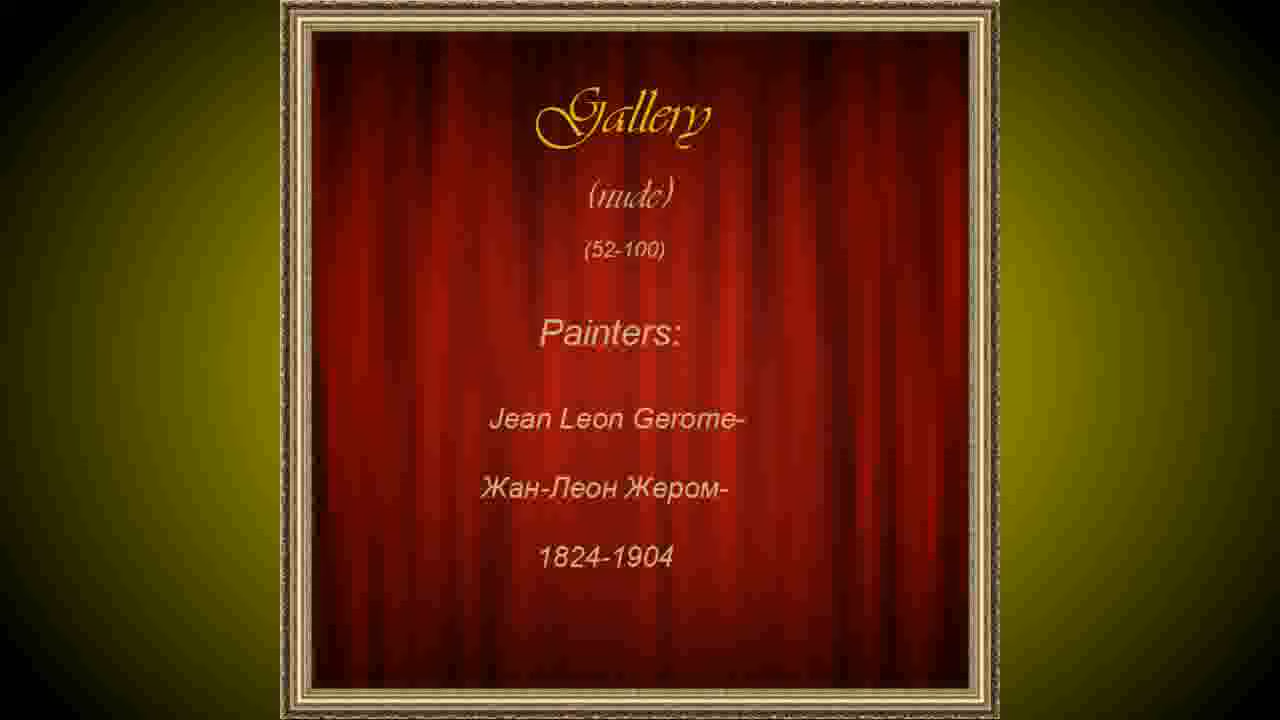 Gallery
(nude)
(52-100)
Painters:
Jean Leon Gerome-
Жан-Леон Жером-
1824-1904